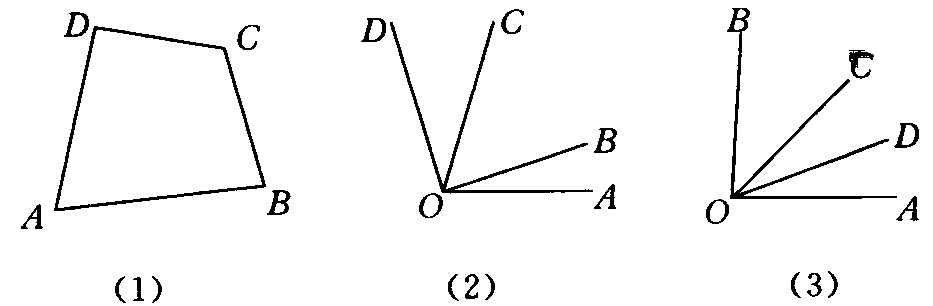 D C A B
D C B A O
B C D A O
(1) (2) (3)